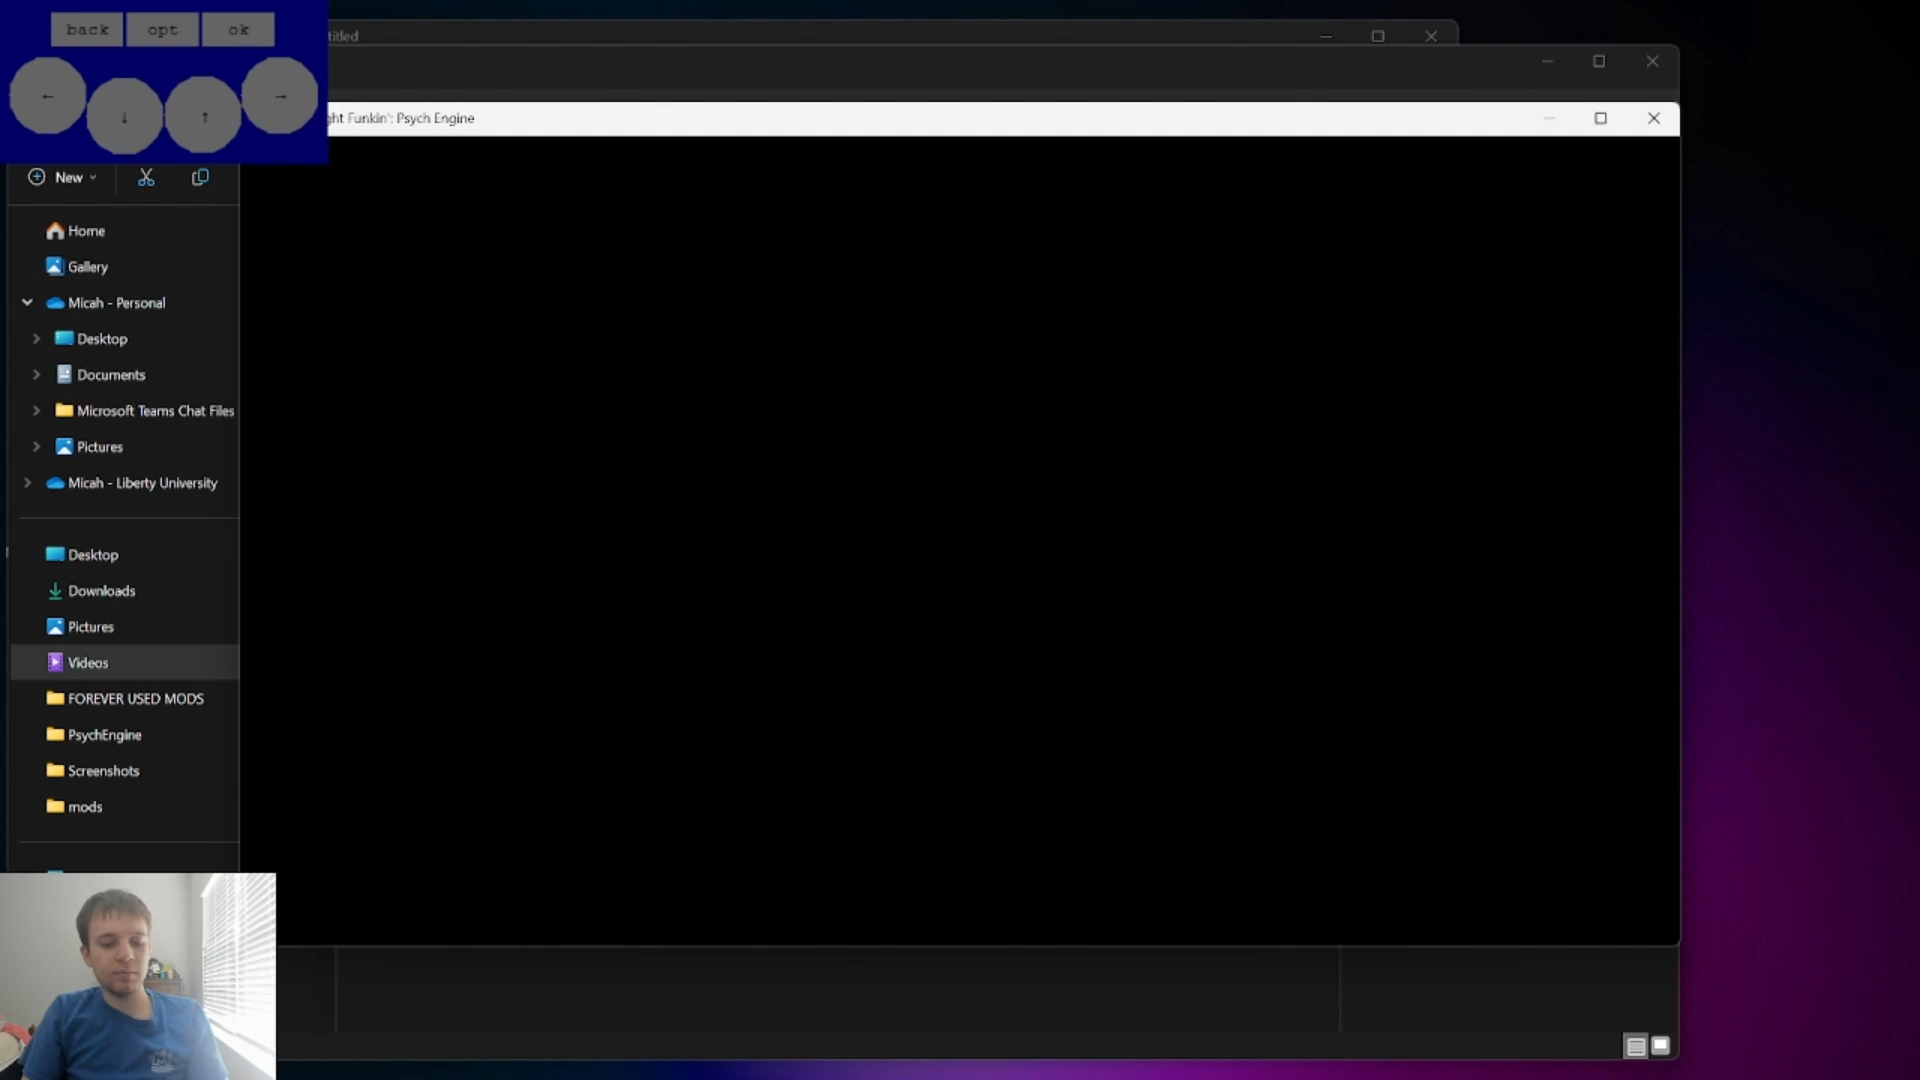 back opt ok
← ↓ ↑ →
titled
ght Funkin': Psych Engine
New
Home
Gallery
Micah - Personal
Desktop
Documents
Microsoft Teams Chat Files
Pictures
Micah - Liberty University
Desktop
Downloads
Pictures
Videos
FOREVER USED MODS
PsychEngine
Screenshots
mods